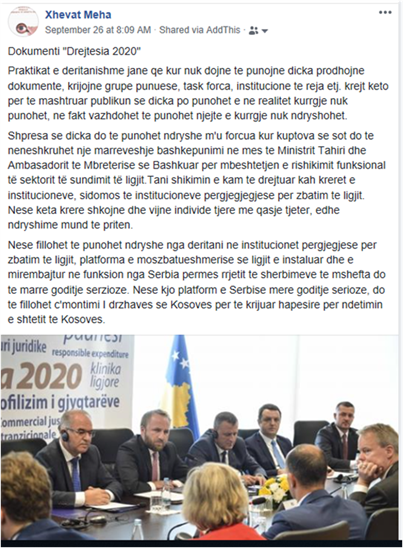 Xhevat Meha
September 26 at 8:09 AM · Shared via AddThis ·
Dokumenti "Drejtesia 2020"
Praktikat e deritanishme jane qe kur nuk dojne te punojne dicka prodhojne
dokumente, krijojne grupe punuese, task forca, institucione te reja etj. krejt keto
per te mashtruar publikun se dicka po punohet e ne realitet kurrgje nuk
punohet, ne fakt vazhdohet te punohet njejte e kurrgje nuk ndryshohet.
Shpresa se dicka do te punohet ndryshe m'u forcua kur kuptova se sot do te
neneshkruhet nje marreveshje bashkepunimi ne mes te Ministrit Tahiri dhe
Ambasadorit te Mbreterise se Bashkuar per mbeshtetjen e rishikimit funksional
të sektorit të sundimit të ligjit.Tani shikimin e kam te drejtuar kah kreret e
institucioneve, sidomos te institucioneve pergjegjegjese per zbatim te ligjit.
Nese keta krere shkojne dhe vijne individe tjere me qasje tjeter, edhe
ndryshime mund te priten.
Nese fillohet te punohet ndryshe nga deritani ne institucionet pergjegjese per
zbatim te ligjit, platforma e moszbatueshmerise se ligjit e instaluar dhe e
mirembajtur ne funksion nga Serbia permes rrjetit te sherbimeve te mshefta do
te marre goditje serzioze. Nese kjo platform e Serbise mere goditje serioze, do
te fillohet c'montimi I drzhaves se Kosoves per te krijuar hapesire per ndetimin
e shtetit te Kosoves.
uri juridike
responsible expenditure
a 2020
klinika
ligjore
ofilizim i gjyqtarëve
ommercial jus
tranzicionale